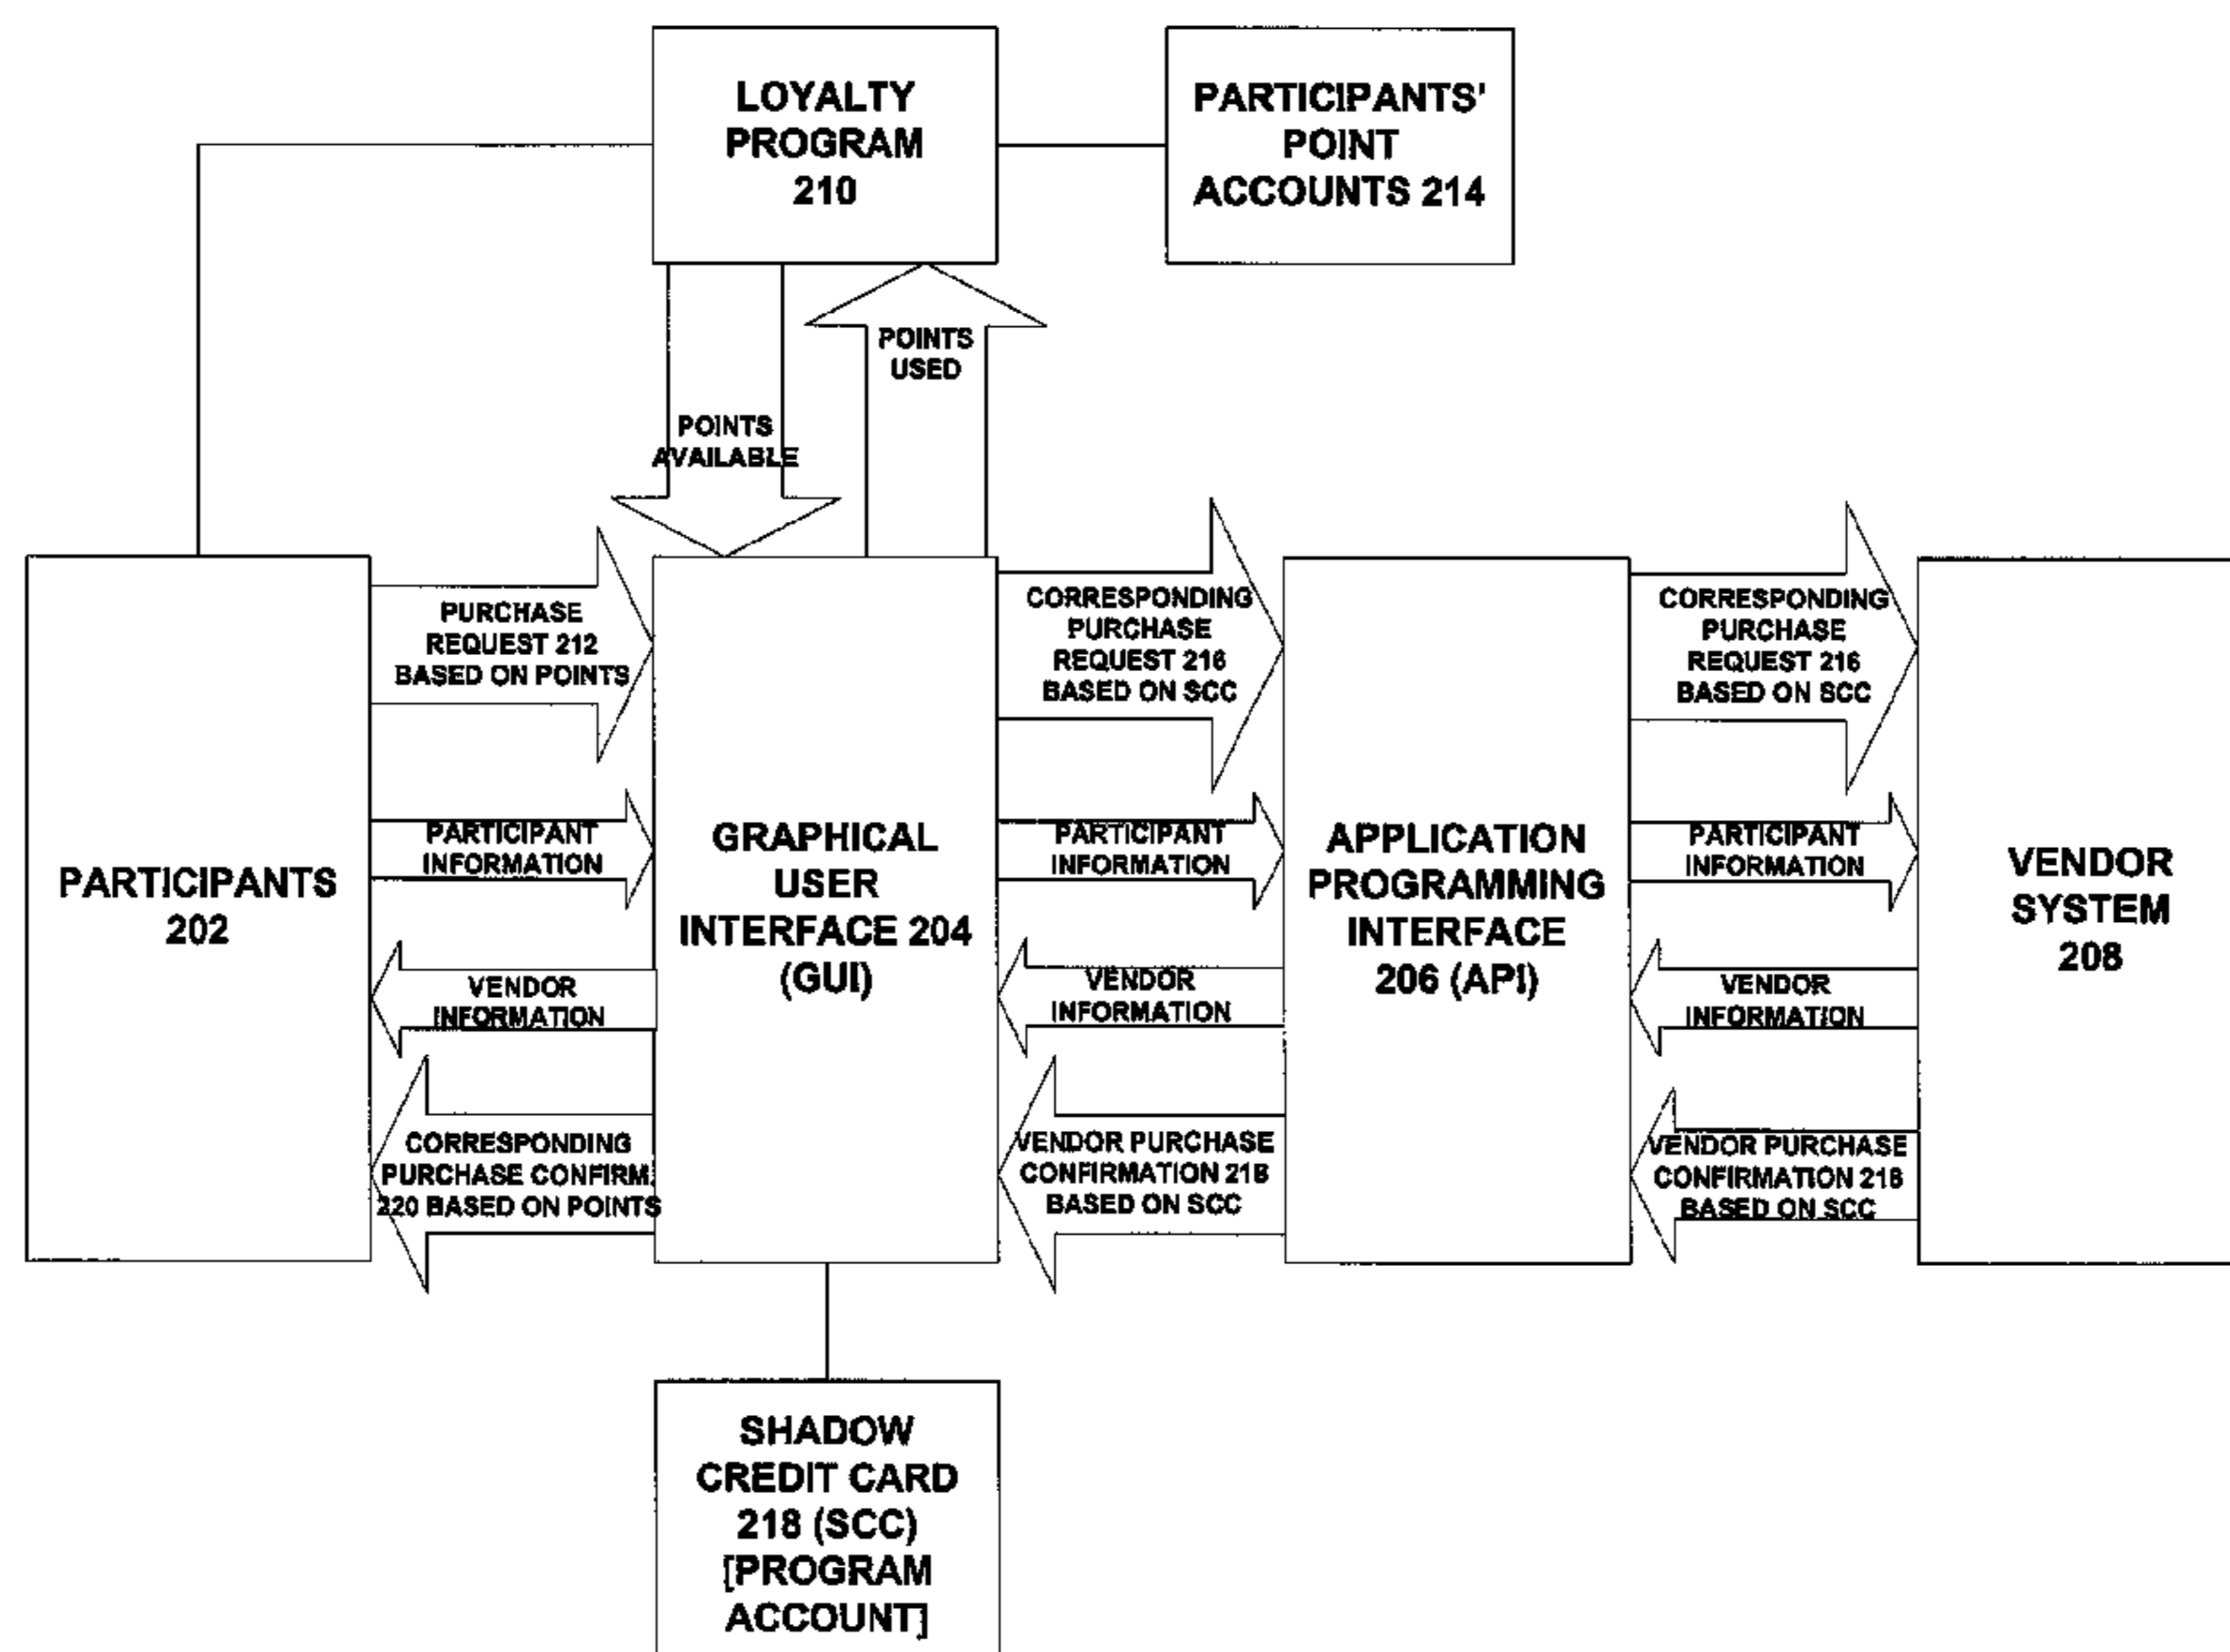 LOYALTY
PROGRAM
210
PARTICIPANTS'
POINT
ACCOUNTS 214
POINTS
USED
POINTS
AVAILABLE
PARTICIPANTS
202
PURCHASE
REQUEST 212
BASED ON POINTS
PARTICIPANT
INFORMATION
VENDOR
INFORMATION
CORRESPONDING
PURCHASE CONFIRM.
220 BASED ON POINTS
GRAPHICAL
USER
INTERFACE 204
(GUI)
CORRESPONDING
PURCHASE
REQUEST 216
BASED ON SCC
PARTICIPANT
INFORMATION
VENDOR
INFORMATION
VENDOR PURCHASE
CONFIRMATION 218
BASED ON SCC
APPLICATION
PROGRAMMING
INTERFACE
206 (API)
CORRESPONDING
PURCHASE
REQUEST 216
BASED ON SCC
PARTICIPANT
INFORMATION
VENDOR
INFORMATION
VENDOR PURCHASE
CONFIRMATION 218
BASED ON SCC
VENDOR
SYSTEM
208
SHADOW
CREDIT CARD
218 (SCC)
[PROGRAM
ACCOUNT]